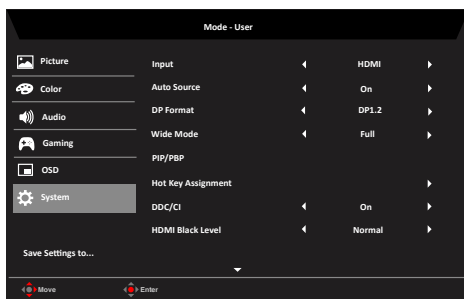 Mode - User
Picture
Color
Audio
Gaming
OSD
System
Save Settings to...
Input HDMI
Auto Source On
DP Format DP1.2
Wide Mode Full
PIP/PBP
Hot Key Assignment
DDC/CI On
HDMI Black Level Normal
Move Enter